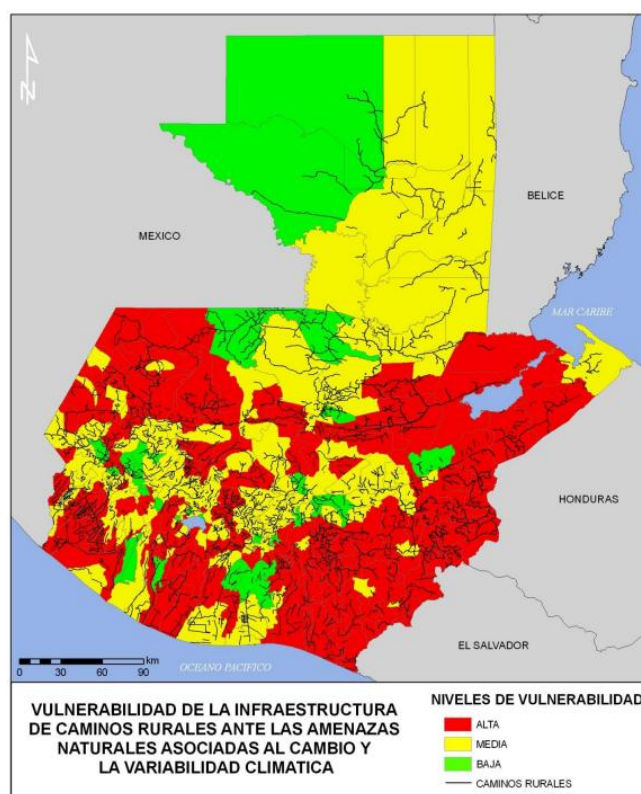 N
BELICE
MEXICO
MAR CARIBE
HONDURAS
EL SALVADOR
OCEANO PACIFICO
km
0 15 30 60 90
VULNERABILIDAD DE LA INFRAESTRUCTURA
DE CAMINOS RURALES ANTE LAS AMENAZAS
NATURALES ASOCIADAS AL CAMBIO Y
LA VARIABILIDAD CLIMATICA
NIVELES DE VULNERABILIDAD
ALTA
MEDIA
BAJA
CAMINOS RURALES